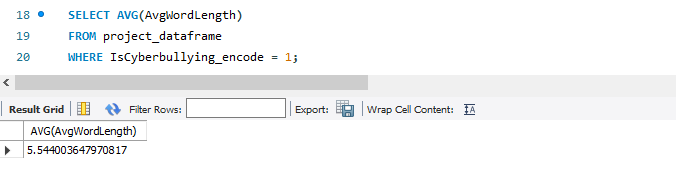 18 SELECT AVG(AvgWordLength)
19 FROM project_dataframe
20 WHERE IsCyberbullying_encode = 1;
Result Grid Filter Rows: Export: Wrap Cell Content: IA
AVG(AvgWordLength)
5.544003647970817